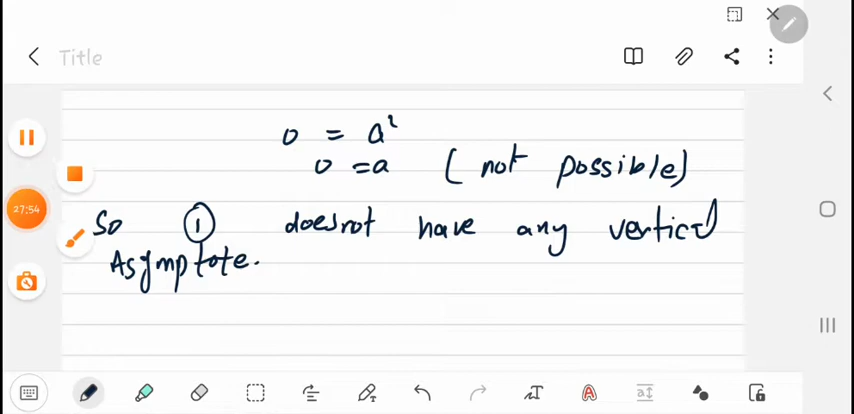 Title
0 = a²
0 = a (not possible)
27:54
So ① doesnot have any vertical
Asymptote.
T
A
a